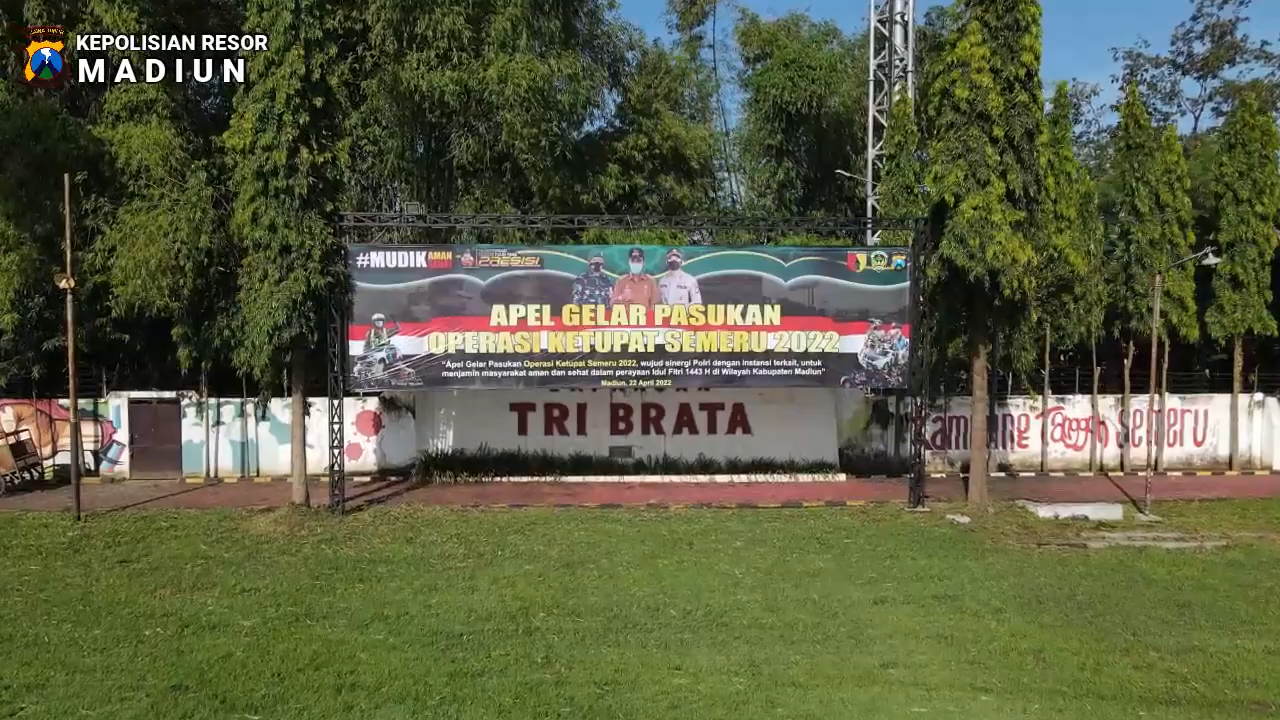 KEPOLISIAN RESOR
MADIUN
#MUDIK AMAN
PRESISI
APEL GELAR PASUKAN
OPERASI KETUPAT SEMERU 2022
"Apel Gelar Pasukan Operasi Ketupat Semeru 2022, wujud sinergi Polri dengan instansi terkait, untuk
menjamin masyarakat aman dan sehat dalam perayaan Idul Fitri 1443 H di Wilayah Kabupaten Madiun"
Madiun, 22 April 2022
TRI BRATA
Kampung Tangguh Semeru